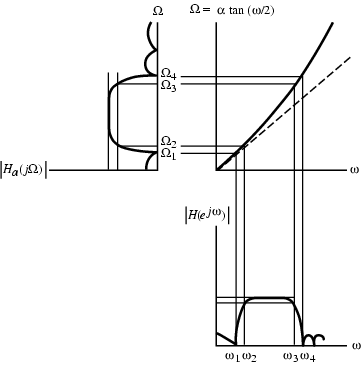 Ω
Ω = α tan (ω/2)
Ω4
Ω3
Ω2
Ω1
|Ha(jΩ)|
ω
|H(e^jω)|
ω
ω1 ω2 ω3 ω4